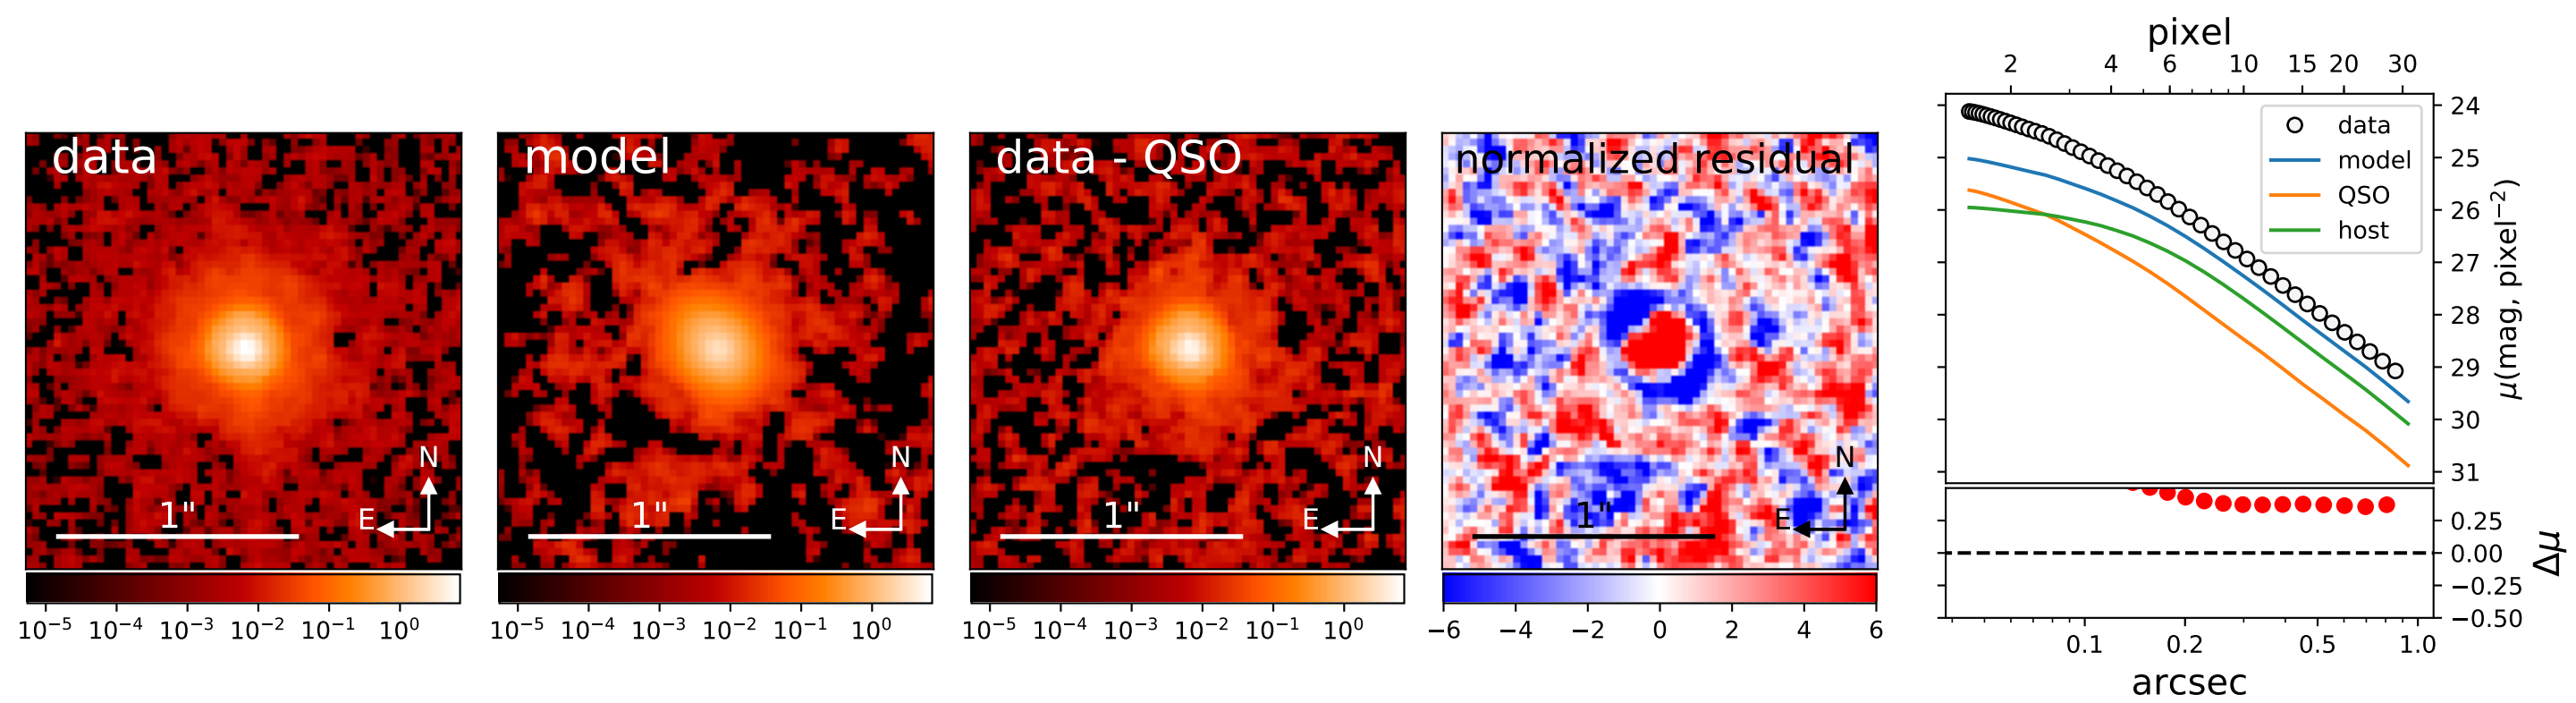 data
N
E
1"
10⁻⁵ 10⁻⁴ 10⁻³ 10⁻² 10⁻¹ 10⁰
model
N
E
1"
10⁻⁵ 10⁻⁴ 10⁻³ 10⁻² 10⁻¹ 10⁰
data - QSO
N
E
1"
10⁻⁵ 10⁻⁴ 10⁻³ 10⁻² 10⁻¹ 10⁰
normalized residual
N
E
1"
−6 −4 −2 0 2 4 6
pixel
2 4 6 10 15 20 30
data
model
QSO
host
24
25
26
27
28
29
30
31
μ(mag, pixel⁻²)
0.25
0.00
−0.25
−0.50
Δμ
0.1 0.2 0.5 1.0
arcsec